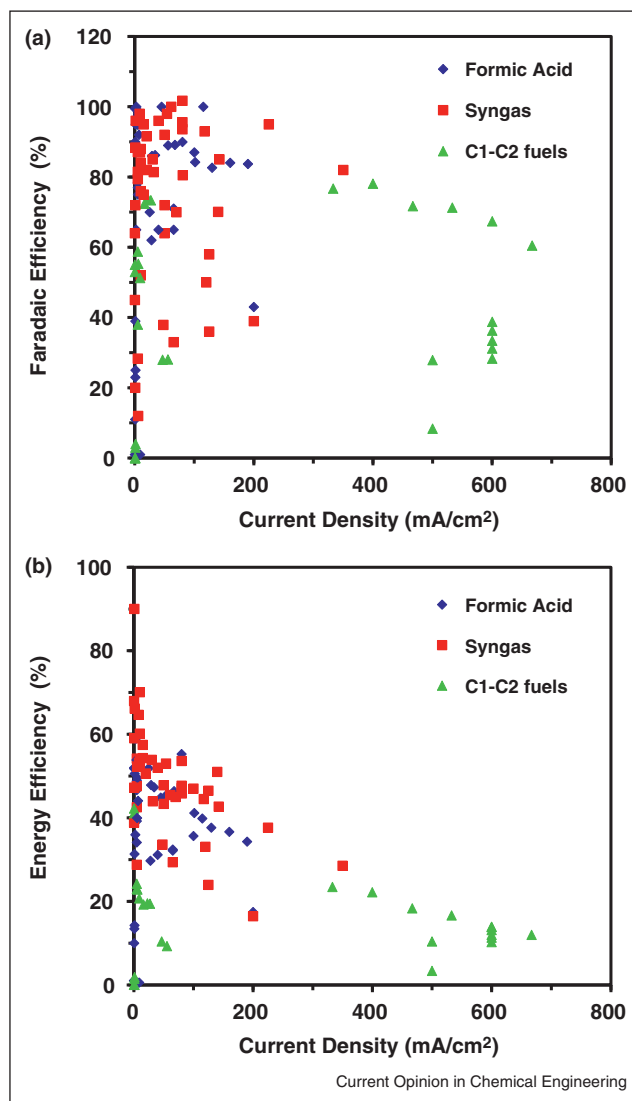 (a)
120
100
80
60
40
20
0
Faradaic Efficiency (%)
Formic Acid
Syngas
C1-C2 fuels
0 200 400 600 800
Current Density (mA/cm²)
(b)
100
80
60
40
20
0
Energy Efficiency (%)
Formic Acid
Syngas
C1-C2 fuels
0 200 400 600 800
Current Density (mA/cm²)
Current Opinion in Chemical Engineering